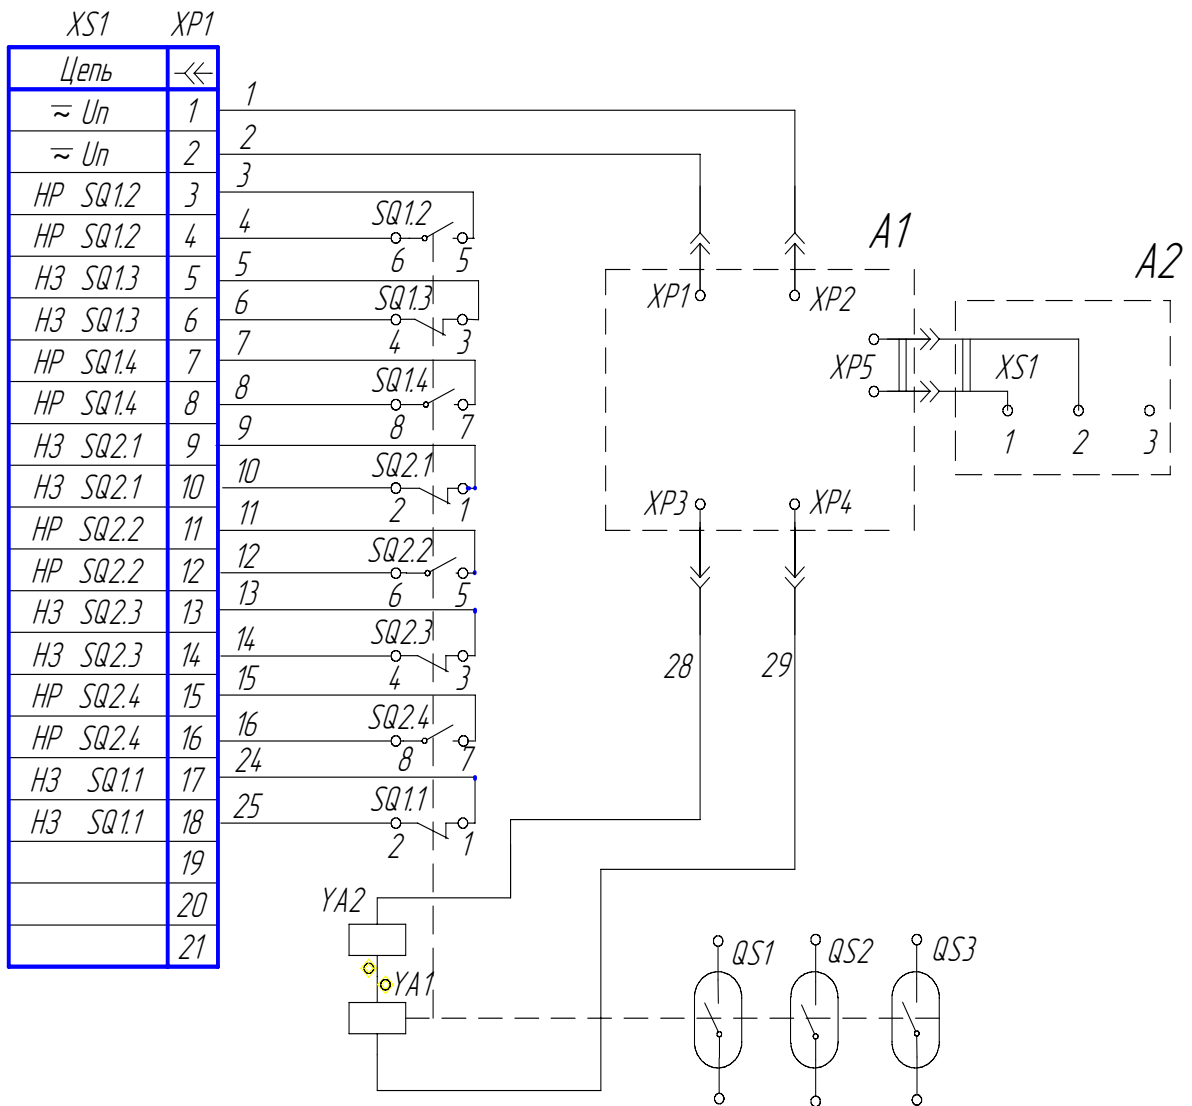 XS1 XP1
Цепь
≂ Uп 1 1
≂ Uп 2 2
НР SQ1.2 3 3
НР SQ1.2 4 4 SQ1.2 6 5
НЗ SQ1.3 5 5
НЗ SQ1.3 6 6 SQ1.3 4 3
НР SQ1.4 7 7
НР SQ1.4 8 8 SQ1.4 8 7
НЗ SQ2.1 9 9
НЗ SQ2.1 10 10 SQ2.1 2 1
НР SQ2.2 11 11
НР SQ2.2 12 12 SQ2.2 6 5
НЗ SQ2.3 13 13
НЗ SQ2.3 14 14 SQ2.3 4 3
НР SQ2.4 15 15
НР SQ2.4 16 16 SQ2.4 8 7
НЗ SQ1.1 17 24
НЗ SQ1.1 18 25 SQ1.1 2 1
19
20
21
A1
XP1 XP2
XP5
XP3 XP4
A2
XS1
1 2 3
28 29
YA2
YA1
QS1 QS2 QS3